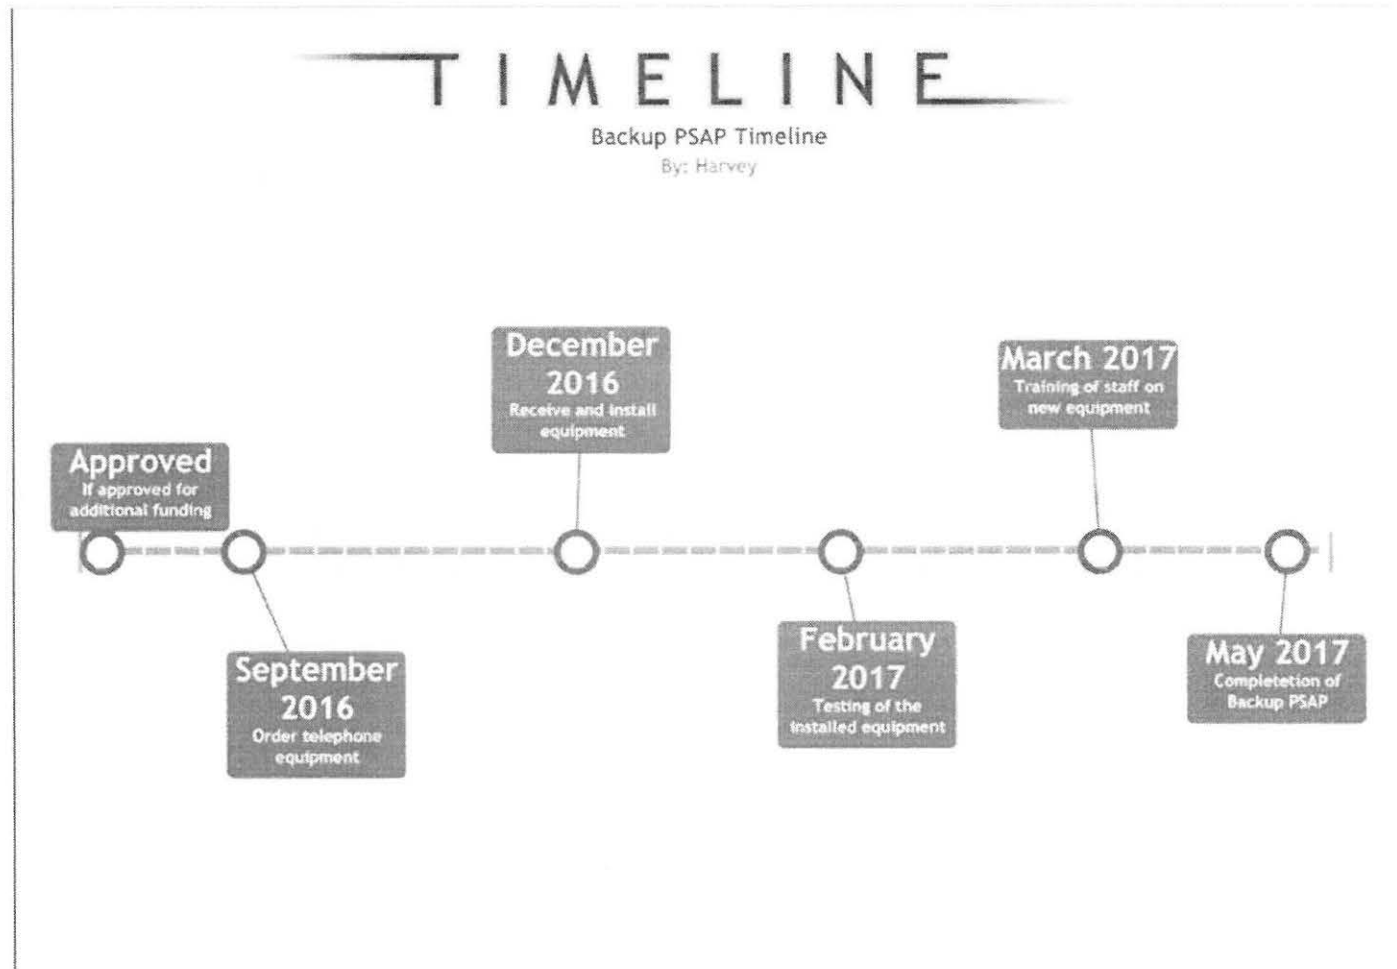 TIMELINE
Backup PSAP Timeline
By: Harvey
Approved
If approved for
additional funding
September
2016
Order telephone
equipment
December
2016
Receive and install
equipment
February
2017
Testing of the
installed equipment
March 2017
Training of staff on
new equipment
May 2017
Completetion of
Backup PSAP